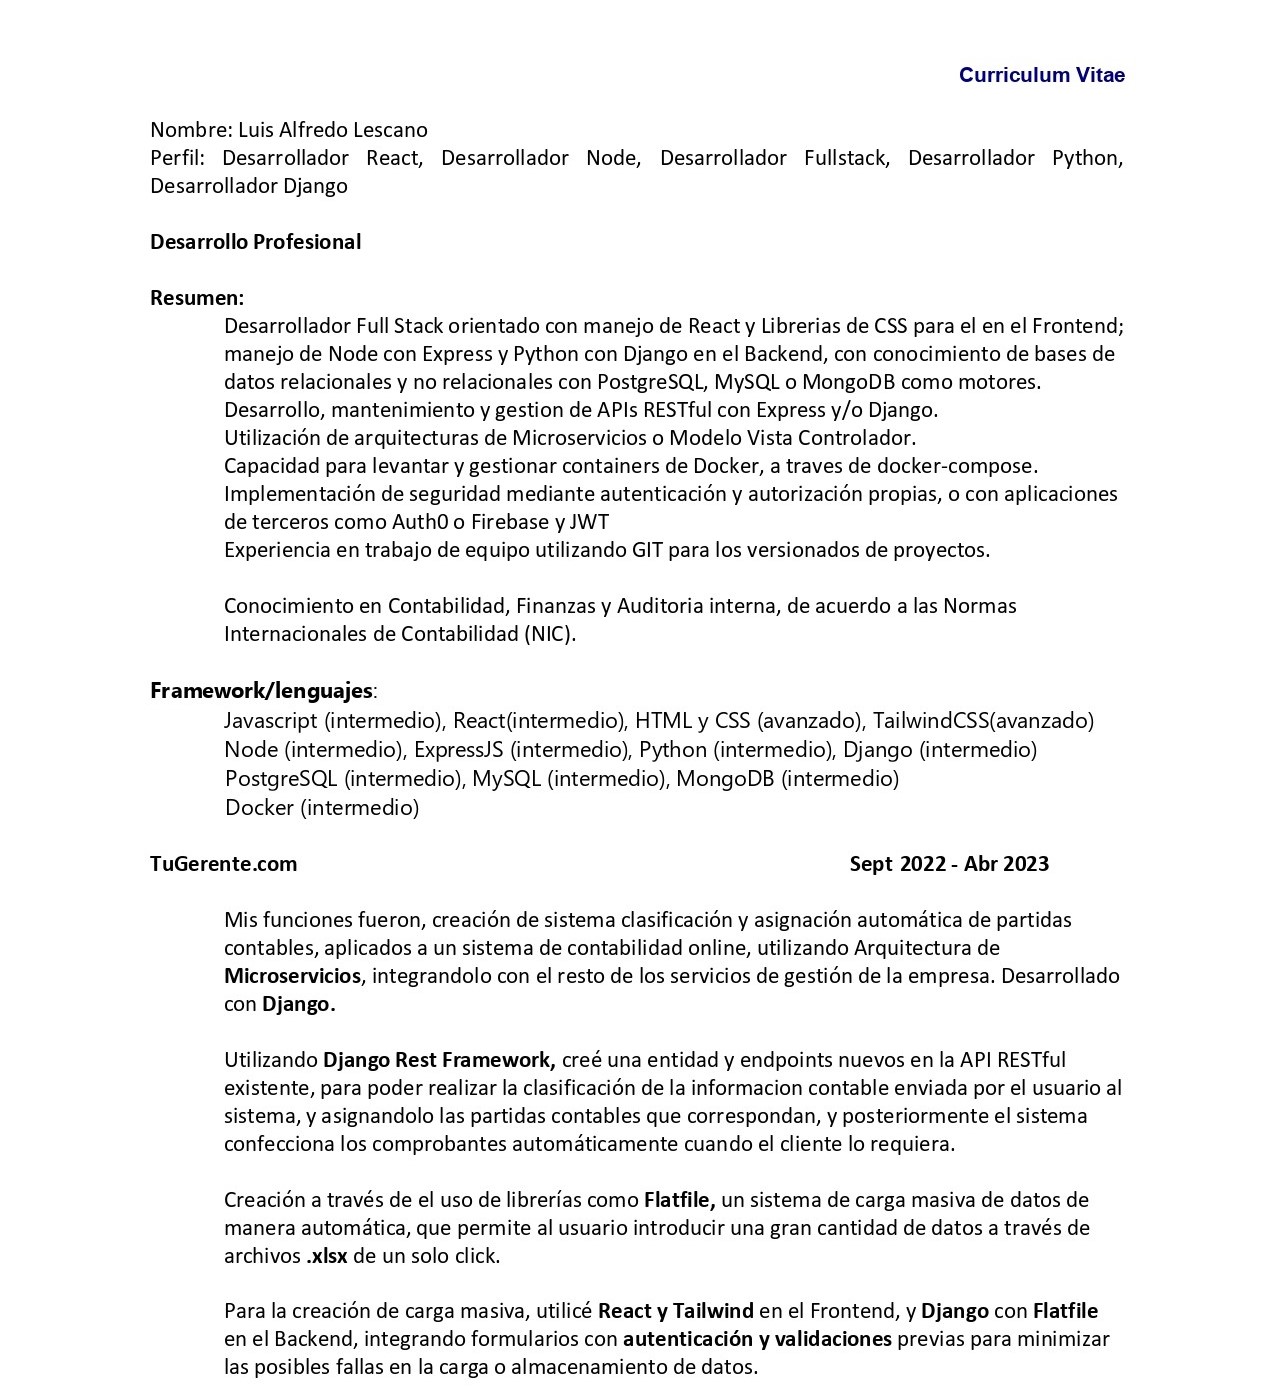 Curriculum Vitae
Nombre: Luis Alfredo Lescano
Perfil: Desarrollador React, Desarrollador Node, Desarrollador Fullstack, Desarrollador Python,
Desarrollador Django
Desarrollo Profesional
Resumen:
Desarrollador Full Stack orientado con manejo de React y Librerias de CSS para el en el Frontend;
manejo de Node con Express y Python con Django en el Backend, con conocimiento de bases de
datos relacionales y no relacionales con PostgreSQL, MySQL o MongoDB como motores.
Desarrollo, mantenimiento y gestion de APIs RESTful con Express y/o Django.
Utilización de arquitecturas de Microservicios o Modelo Vista Controlador.
Capacidad para levantar y gestionar containers de Docker, a traves de docker-compose.
Implementación de seguridad mediante autenticación y autorización propias, o con aplicaciones
de terceros como Auth0 o Firebase y JWT
Experiencia en trabajo de equipo utilizando GIT para los versionados de proyectos.
Conocimiento en Contabilidad, Finanzas y Auditoria interna, de acuerdo a las Normas
Internacionales de Contabilidad (NIC).
Framework/lenguajes:
Javascript (intermedio), React(intermedio), HTML y CSS (avanzado), TailwindCSS(avanzado)
Node (intermedio), ExpressJS (intermedio), Python (intermedio), Django (intermedio)
PostgreSQL (intermedio), MySQL (intermedio), MongoDB (intermedio)
Docker (intermedio)
TuGerente.com Sept 2022 - Abr 2023
Mis funciones fueron, creación de sistema clasificación y asignación automática de partidas
contables, aplicados a un sistema de contabilidad online, utilizando Arquitectura de
Microservicios, integrandolo con el resto de los servicios de gestión de la empresa. Desarrollado
con Django.
Utilizando Django Rest Framework, creé una entidad y endpoints nuevos en la API RESTful
existente, para poder realizar la clasificación de la informacion contable enviada por el usuario al
sistema, y asignandolo las partidas contables que correspondan, y posteriormente el sistema
confecciona los comprobantes automáticamente cuando el cliente lo requiera.
Creación a través de el uso de librerías como Flatfile, un sistema de carga masiva de datos de
manera automática, que permite al usuario introducir una gran cantidad de datos a través de
archivos .xlsx de un solo click.
Para la creación de carga masiva, utilicé React y Tailwind en el Frontend, y Django con Flatfile
en el Backend, integrando formularios con autenticación y validaciones previas para minimizar
las posibles fallas en la carga o almacenamiento de datos.